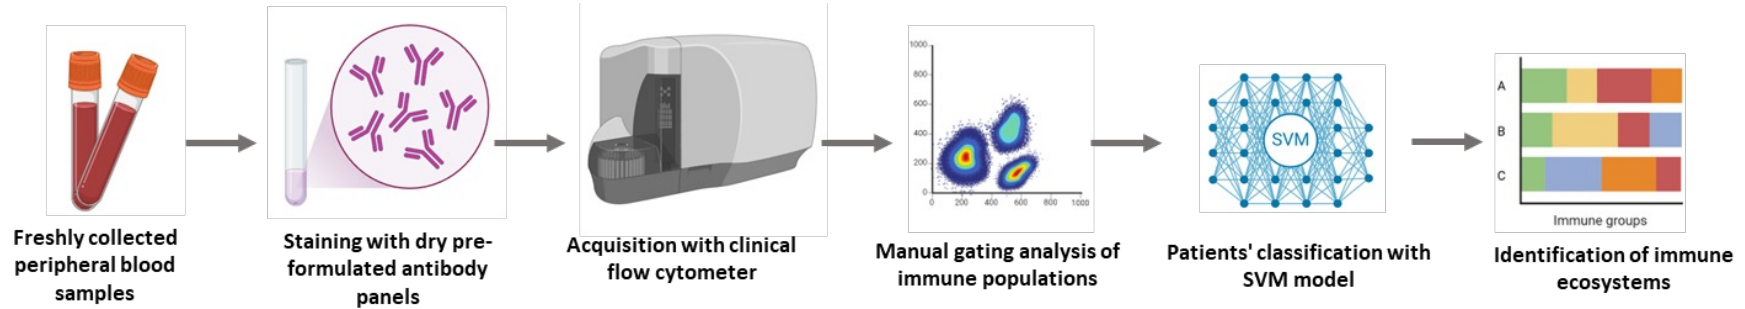 1000
800
600
400
200
0
0 200 400 600 800 1000
SVM
A
B
C
Immune groups
Freshly collected
peripheral blood
samples
Staining with dry pre-
formulated antibody
panels
Acquisition with clinical
flow cytometer
Manual gating analysis of
immune populations
Patients' classification with
SVM model
Identification of immune
ecosystems